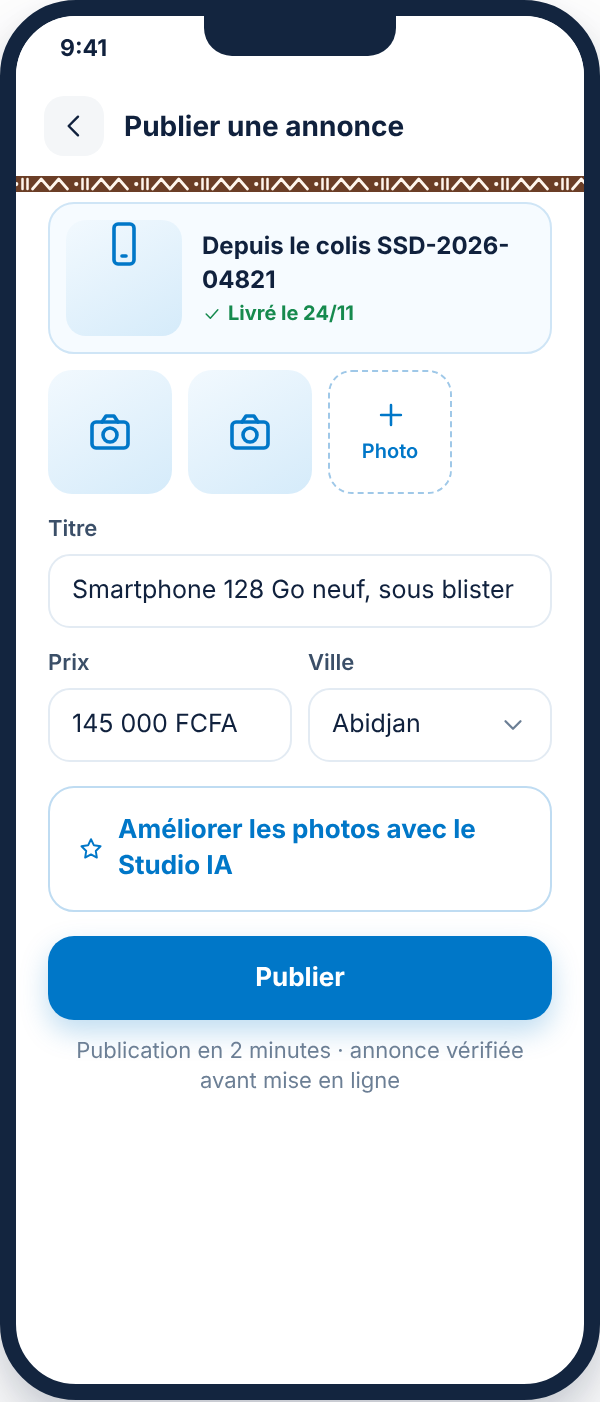 9:41
Publier une annonce
Depuis le colis SSD-2026-
04821
Livré le 24/11
Photo
Titre
Smartphone 128 Go neuf, sous blister
Prix
Ville
145 000 FCFA
Abidjan
Améliorer les photos avec le
Studio IA
Publier
Publication en 2 minutes · annonce vérifiée
avant mise en ligne